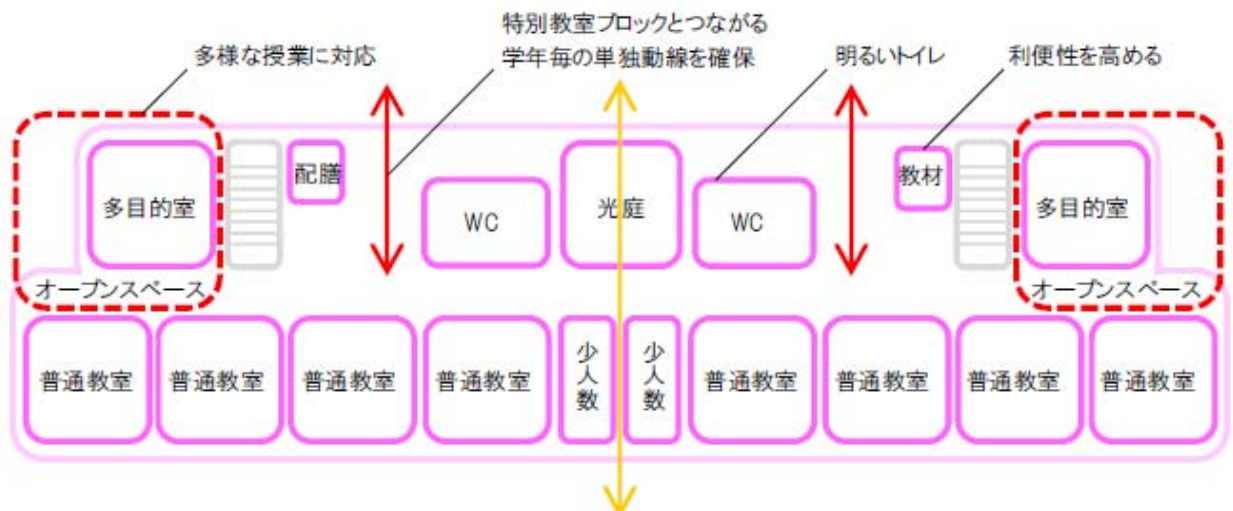 特別教室ブロックとつながる
多様な授業に対応
学年毎の単独動線を確保
明るいトイレ
利便性を高める
多目的室
配膳
WC
光庭
WC
教材
多目的室
オープンスペース
オープンスペース
普通教室
普通教室
普通教室
普通教室
少人数
少人数
普通教室
普通教室
普通教室
普通教室